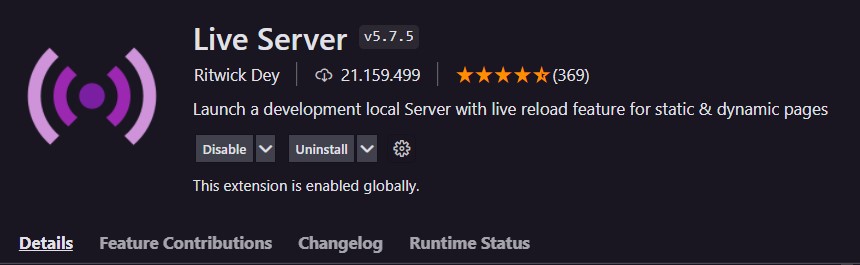 Live Server v5.7.5
Ritwick Dey 21.159.499 (369)
Launch a development local Server with live reload feature for static & dynamic pages
Disable Uninstall
This extension is enabled globally.
Details Feature Contributions Changelog Runtime Status